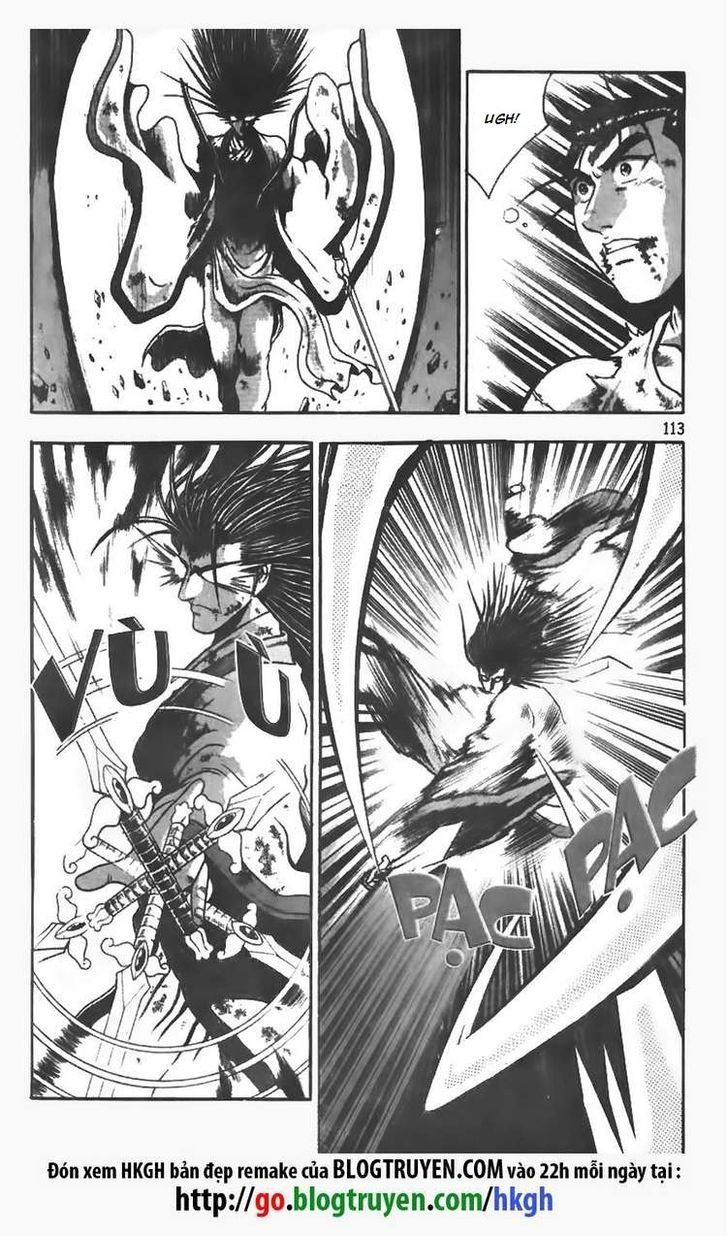 UGH!
113
VÙ Ù
PẠC
PẠC
Đón xem HKGH bản đẹp remake của BLOGTRUYEN.COM vào 22h mỗi ngày tại :
http://go.blogtruyen.com/hkgh